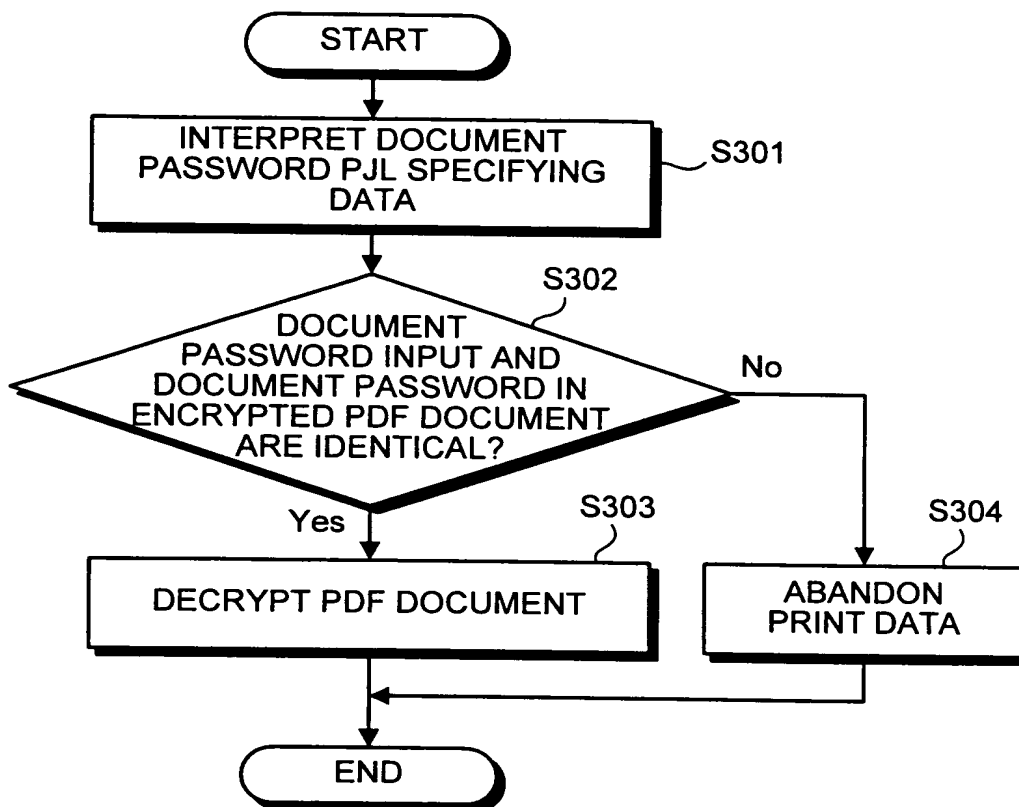 START
INTERPRET DOCUMENT
PASSWORD PJL SPECIFYING
DATA
S301
S302
DOCUMENT
PASSWORD INPUT AND
DOCUMENT PASSWORD IN
ENCRYPTED PDF DOCUMENT
ARE IDENTICAL?
No
Yes
S303
S304
DECRYPT PDF DOCUMENT
ABANDON
PRINT DATA
END